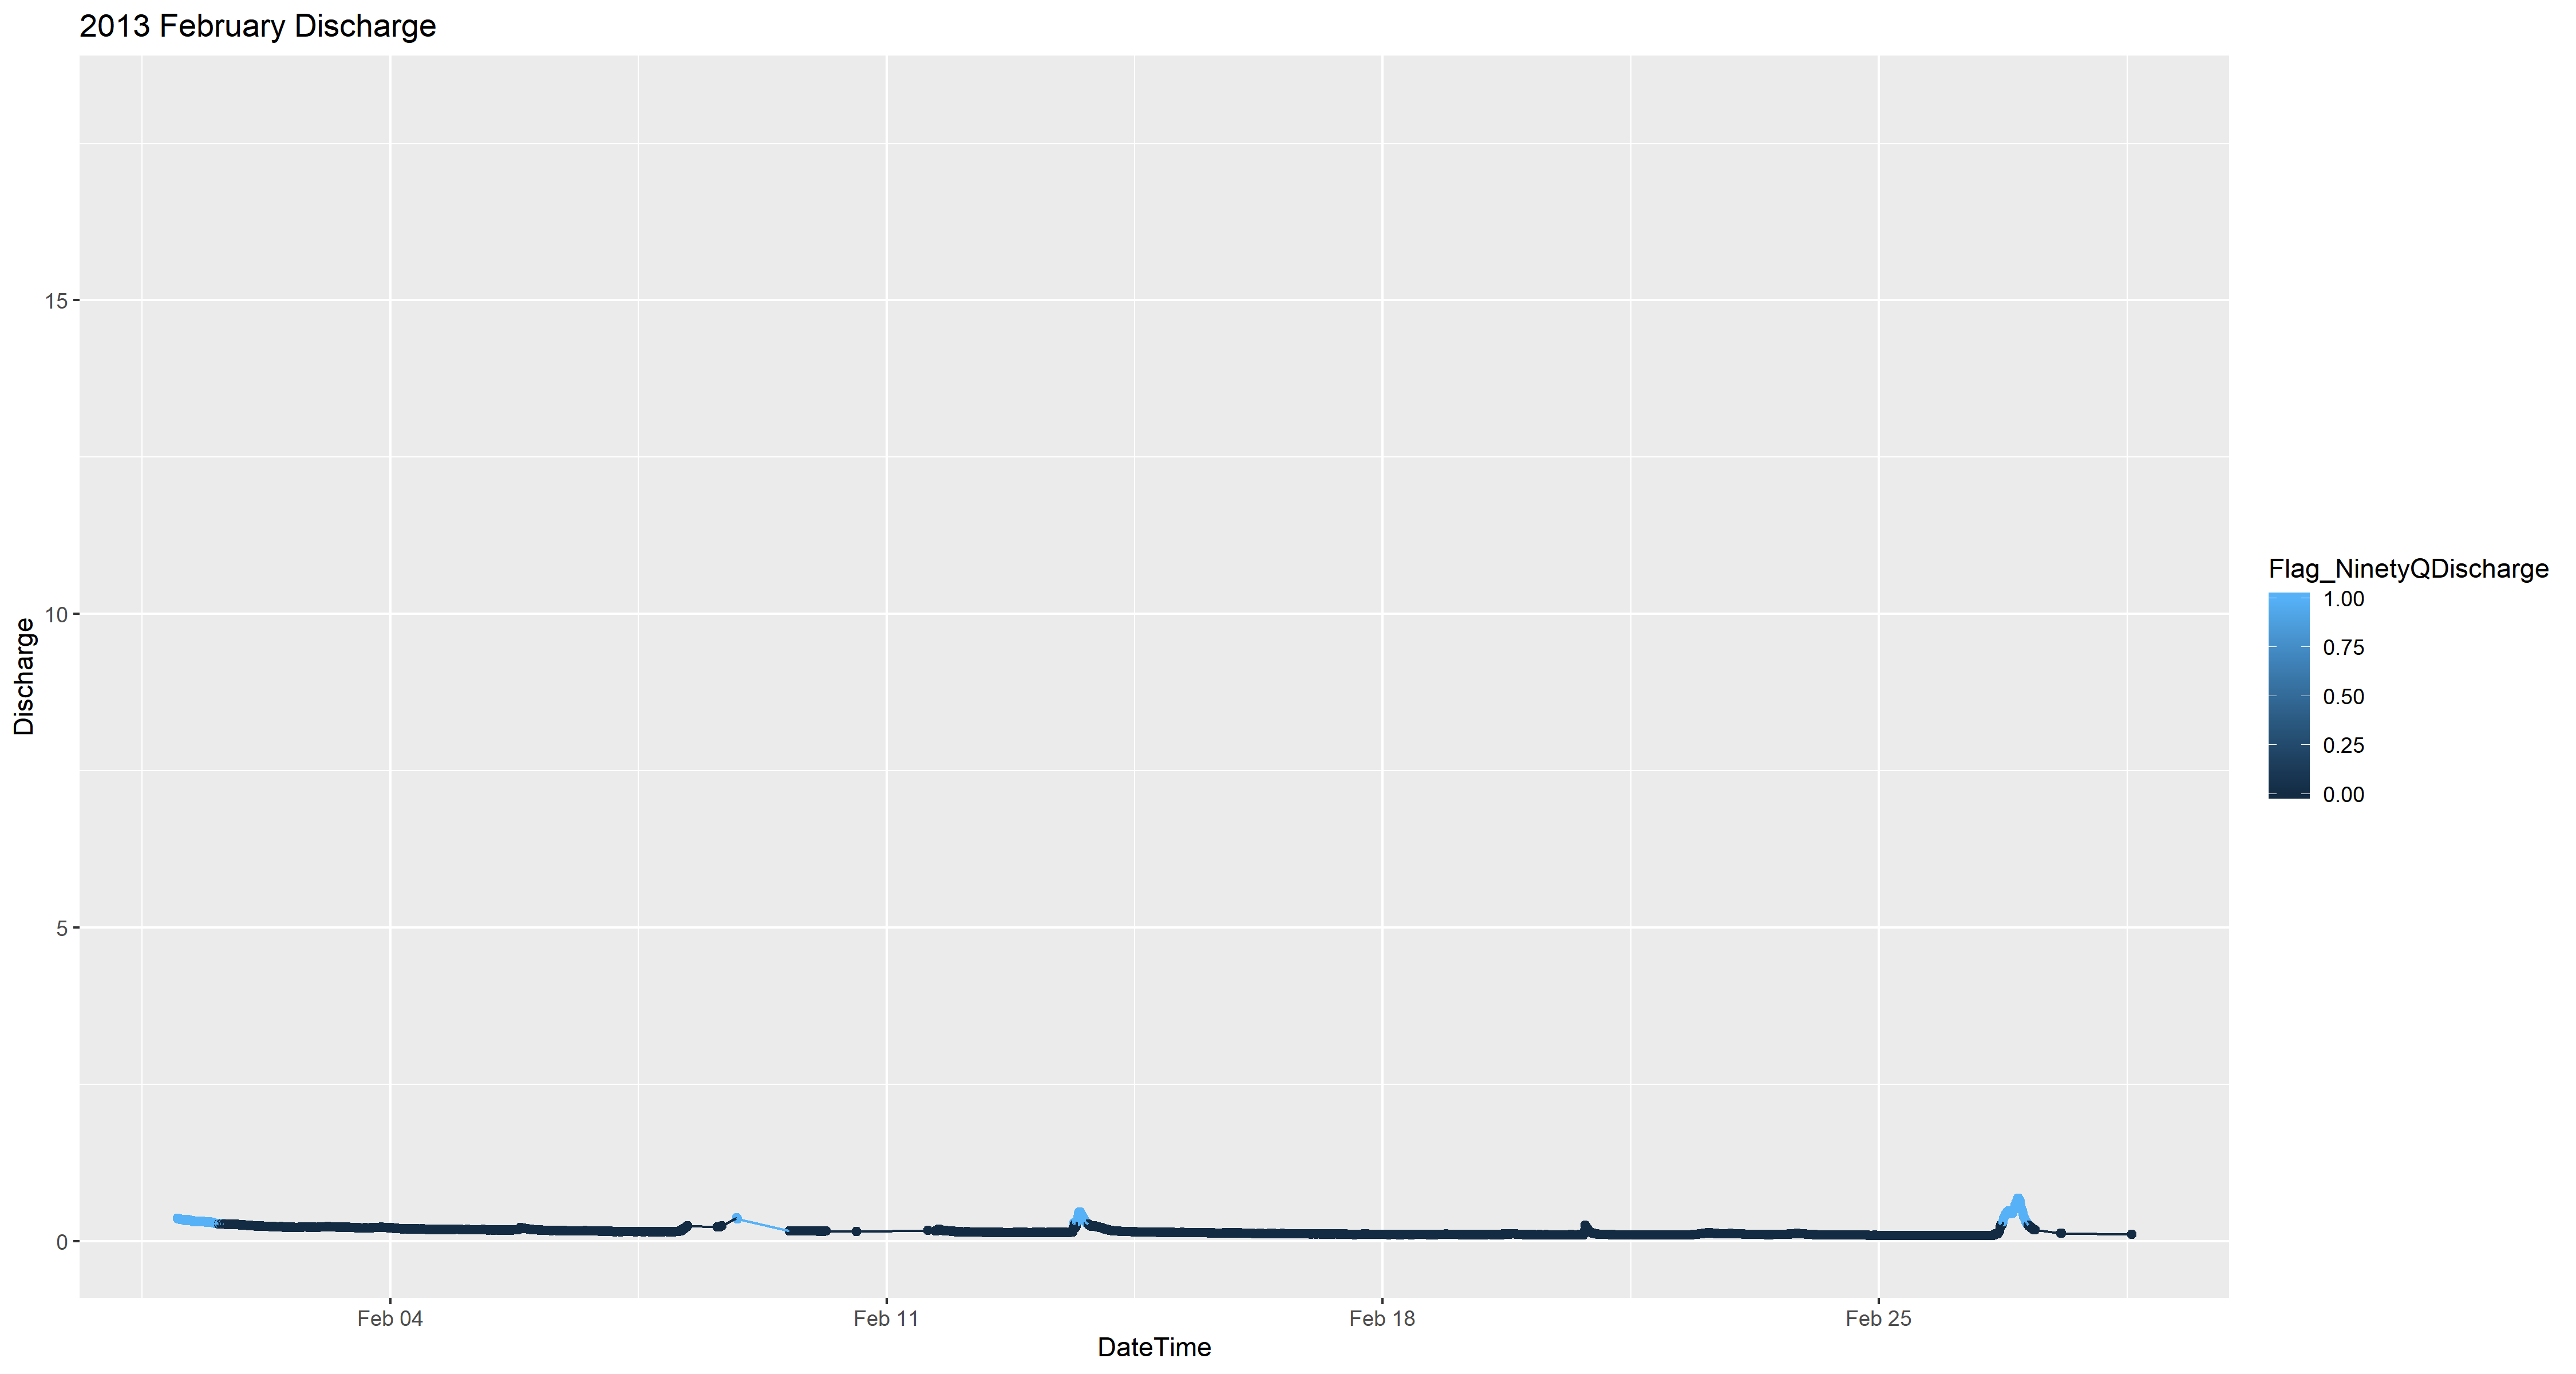 2013 February Discharge
15
10
5
0
Discharge
Feb 04
Feb 11
Feb 18
Feb 25
DateTime
Flag_NinetyQDischarge
1.00
0.75
0.50
0.25
0.00